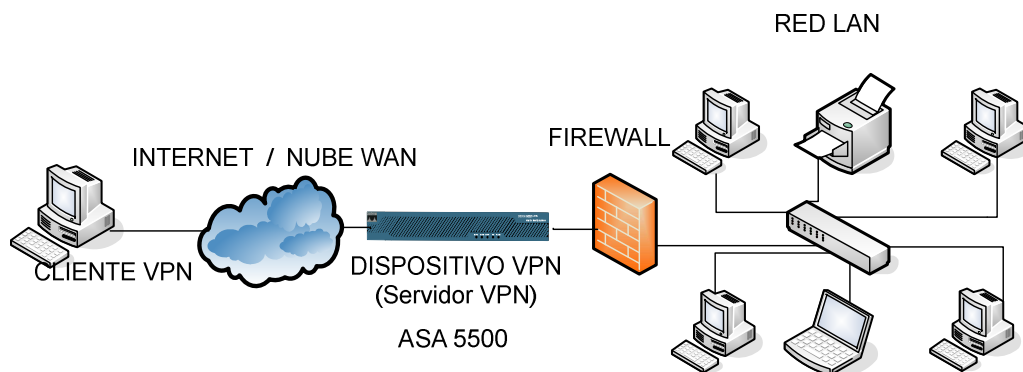 RED LAN
FIREWALL
INTERNET / NUBE WAN
CLIENTE VPN
DISPOSITIVO VPN
(Servidor VPN)
ASA 5500